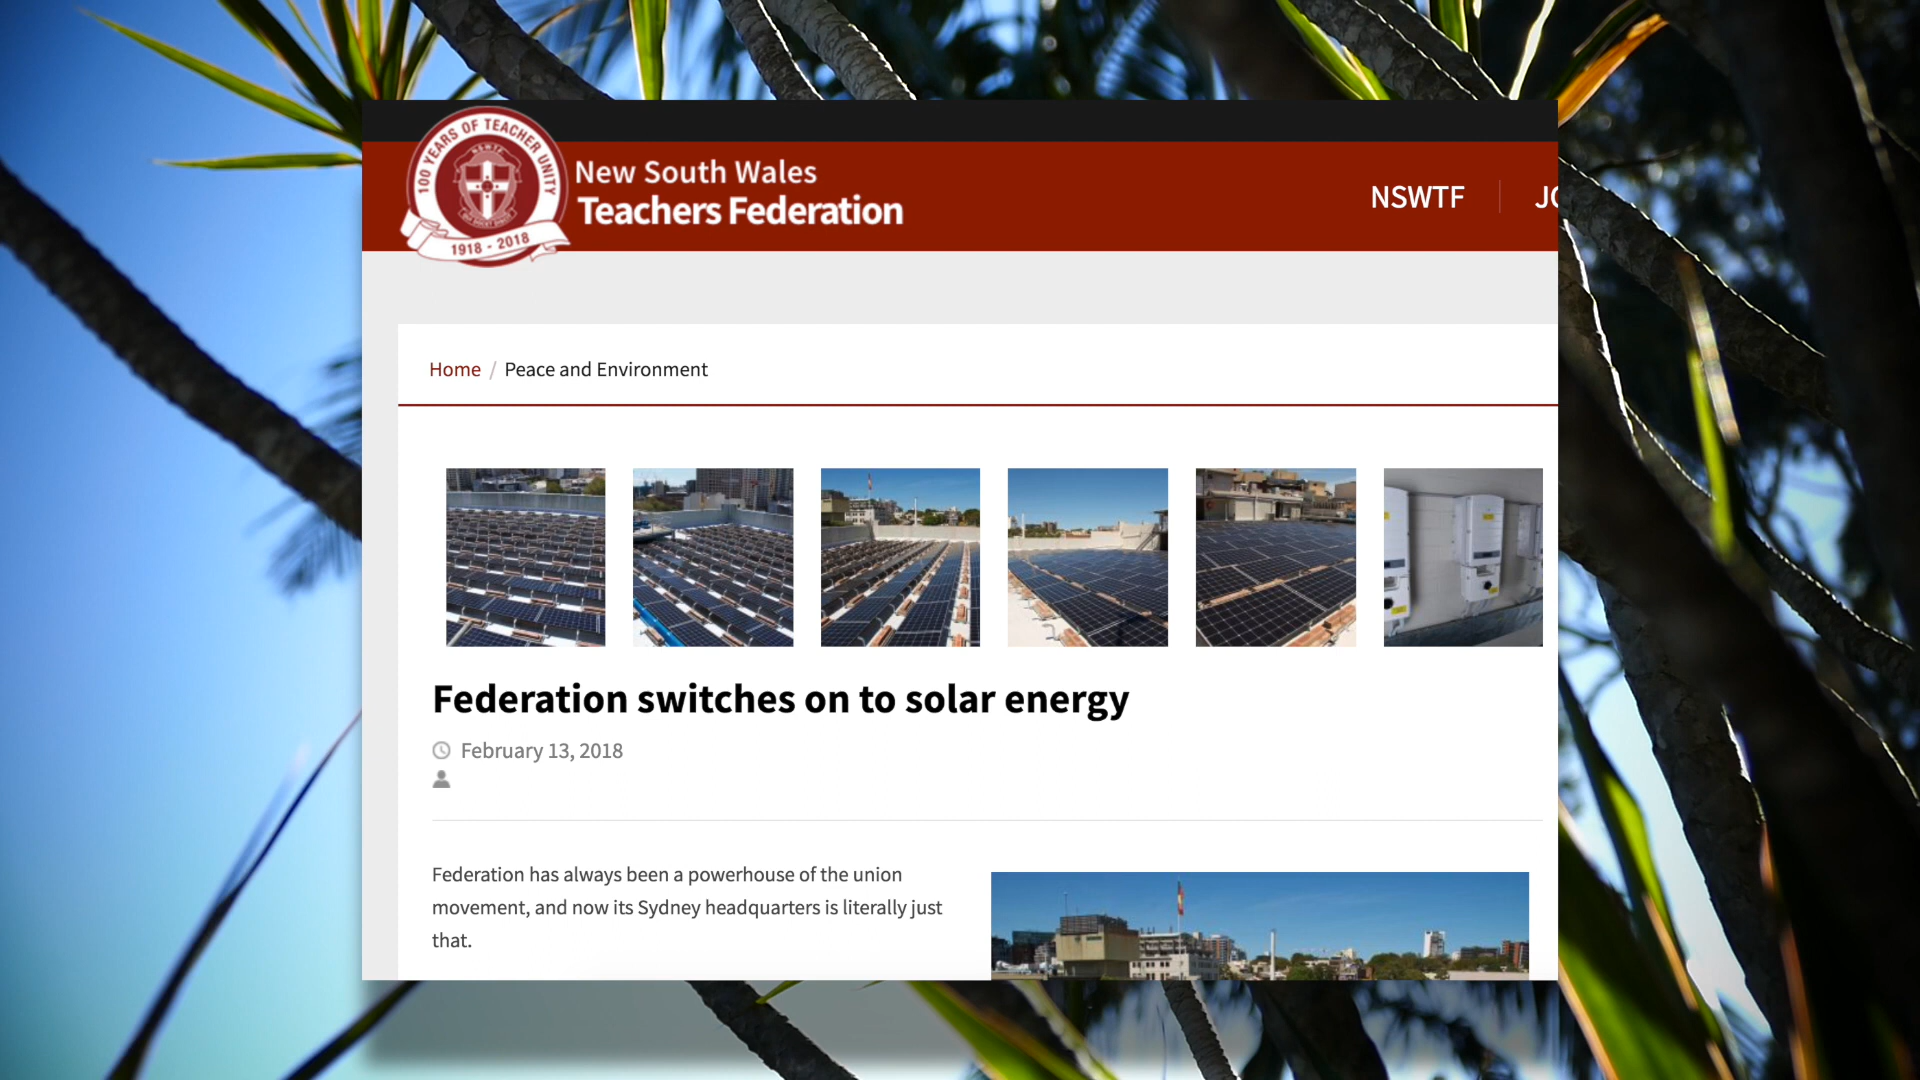 100 YEARS OF TEACHER UNITY
NSWTF
1918 - 2018
New South Wales
Teachers Federation
NSWTF
Home / Peace and Environment
Federation switches on to solar energy
February 13, 2018
Federation has always been a powerhouse of the union
movement, and now its Sydney headquarters is literally just
that.